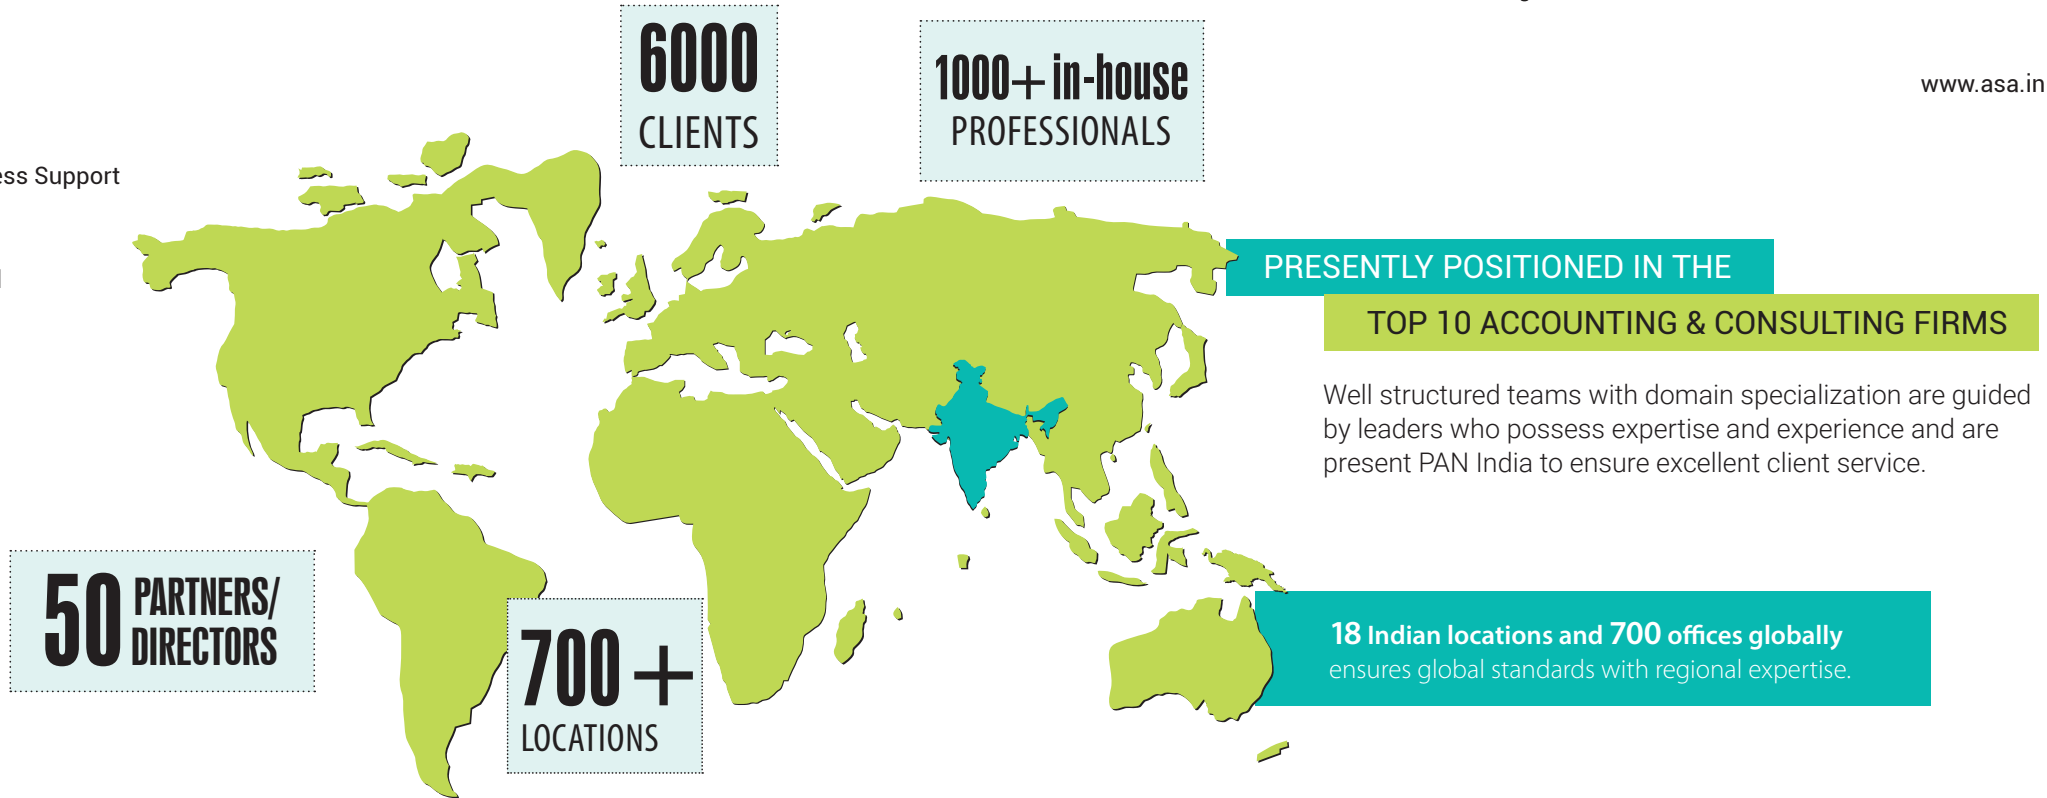 6000
CLIENTS
1000+ in-house
PROFESSIONALS
www.asa.in
ess Support
PRESENTLY POSITIONED IN THE
TOP 10 ACCOUNTING & CONSULTING FIRMS
Well structured teams with domain specialization are guided
by leaders who possess expertise and experience and are
present PAN India to ensure excellent client service.
50 PARTNERS/
DIRECTORS
700 +
LOCATIONS
18 Indian locations and 700 offices globally
ensures global standards with regional expertise.